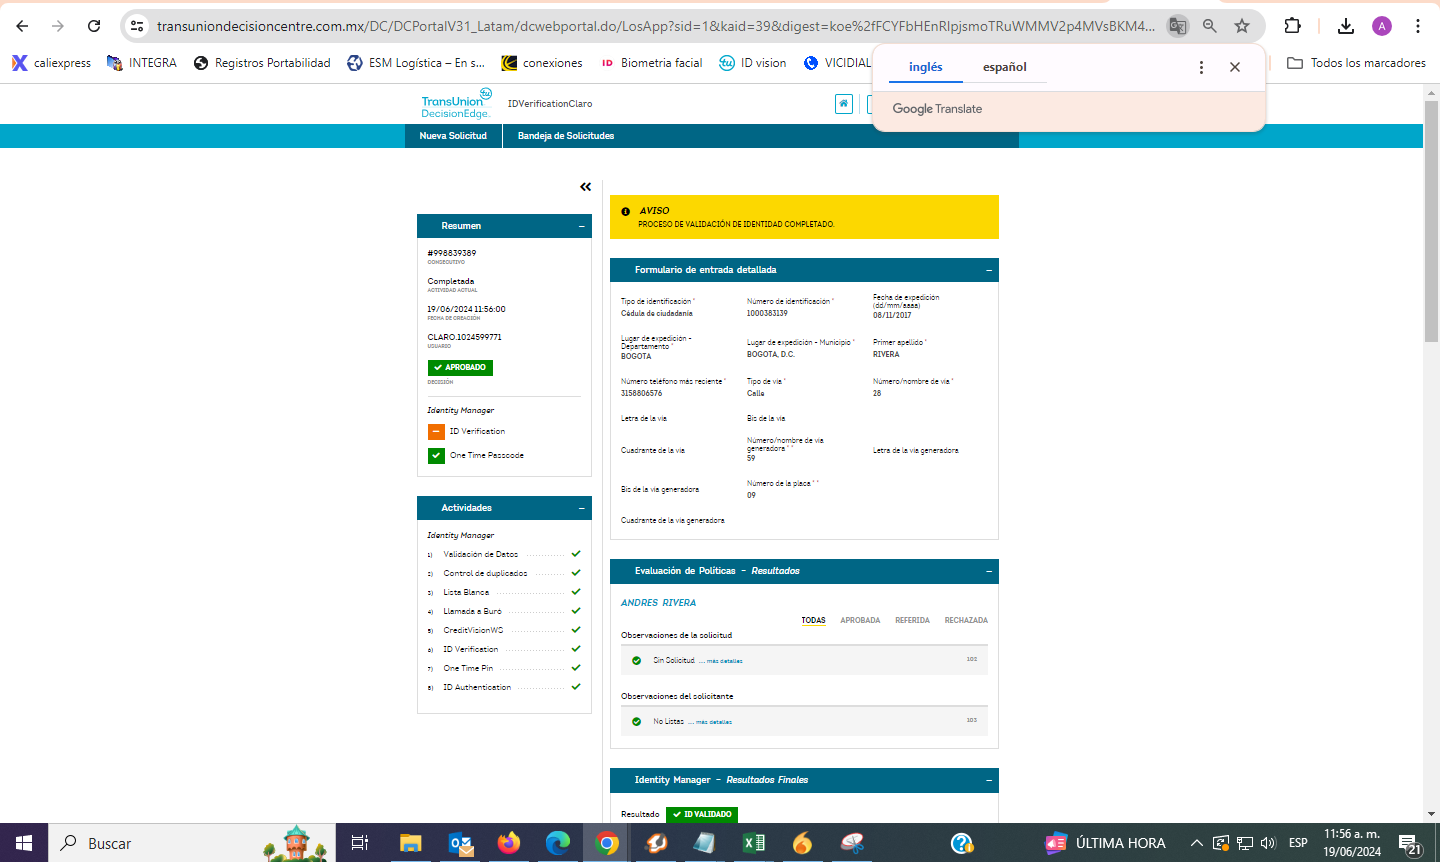 transuniondecisioncentre.com.mx/DC/DCPortalV31_Latam/dcwebportal.do/LosApp?sid=1&kaid=39&digest=koe%2fFCYFbHEnRlpjsmoTRuWMMV2p4MVsBKM4...
A
caliexpress
INTEGRA
Registros Portabilidad
ESM Logística – En s...
conexiones
ID Biometria facial
ID vision
VICIDIAL
Todos los marcadores
inglés
español
Google Translate
TransUnion
DecisionEdge.
IDVerificationClaro
Nueva Solicitud
Bandeja de Solicitudes
Resumen
#998839389
CONSECUTIVO
Completada
ACTIVIDAD ACTUAL
19/06/2024 11:56:00
FECHA DE CREACIÓN
CLARO.1024599771
USUARIO
APROBADO
DECISIÓN
Identity Manager
ID Verification
One Time Passcode
Actividades
Identity Manager
1) Validación de Datos
2) Control de duplicados
3) Lista Blanca
4) Llamada a Buró
5) CreditVisionWS
6) ID Verification
7) One Time Pin
8) ID Authentication
AVISO
PROCESO DE VALIDACIÓN DE IDENTIDAD COMPLETADO.
Formulario de entrada detallada
Tipo de identificación *
Cédula de ciudadanía
Número de identificación *
1000383139
Fecha de expedición
(dd/mm/aaaa)
08/11/2017
Lugar de expedición -
Departamento *
BOGOTA
Lugar de expedición - Municipio *
BOGOTA, D.C.
Primer apellido *
RIVERA
Número teléfono más reciente *
3158806576
Tipo de vía *
Calle
Número/nombre de vía *
28
Letra de la vía
Bis de la vía
Cuadrante de la vía
Número/nombre de vía
generadora * *
59
Letra de la vía generadora
Bis de la vía generadora
Número de la placa * *
09
Cuadrante de la vía generadora
Evaluación de Políticas - Resultados
ANDRES RIVERA
TODAS
APROBADA
REFERIDA
RECHAZADA
Observaciones de la solicitud
Sin Solicitud .... más detalles
102
Observaciones del solicitante
No Listas .... más detalles
103
Identity Manager - Resultados Finales
Resultado
ID VALIDADO
Buscar
ÚLTIMA HORA
ESP
11:56 a. m.
19/06/2024
21